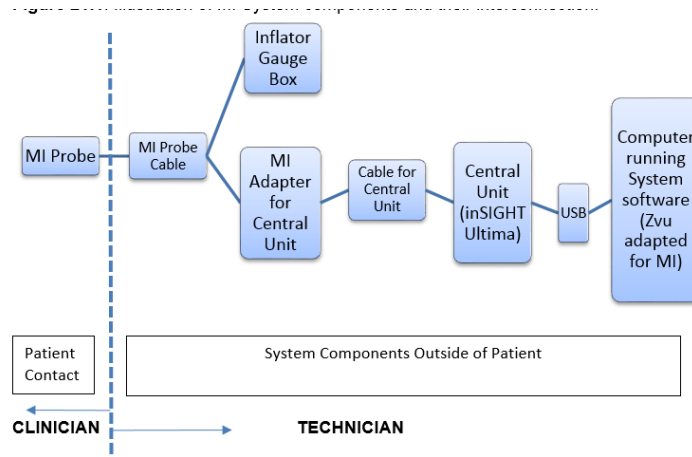 Inflator
Gauge
Box
MI Probe
MI Probe
Cable
MI
Adapter
for
Central
Unit
Cable for
Central
Unit
Central
Unit
(inSIGHT
Ultima)
USB
Computer
running
System
software
(Zvu
adapted
for MI)
Patient
Contact
System Components Outside of Patient
CLINICIAN
TECHNICIAN